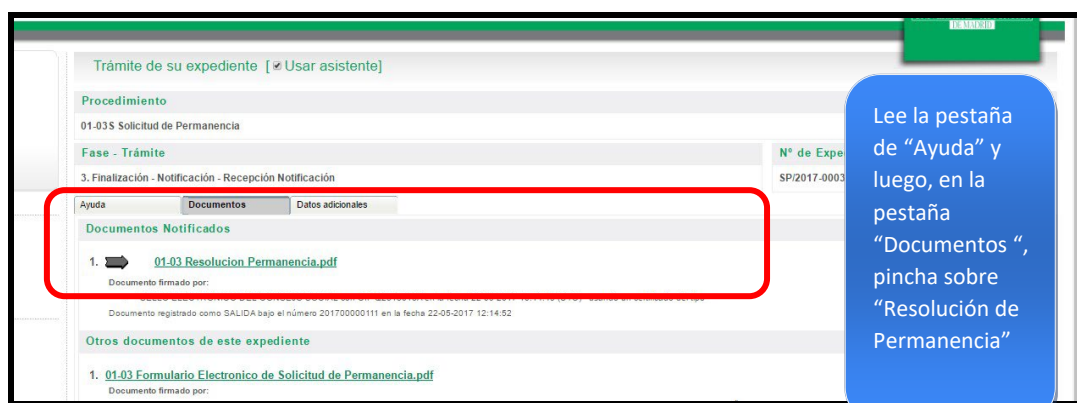 DE MADRID
Trámite de su expediente [ Usar asistente]
Procedimiento
01-03S Solicitud de Permanencia
Fase - Trámite
Nº de Expe
3. Finalización - Notificación - Recepción Notificación
SP/2017-0003
Ayuda Documentos Datos adicionales
Documentos Notificados
1. 01-03 Resolucion Permanencia.pdf
Documento firmado por:
Documento registrado como SALIDA bajo el número 201700000111 en la fecha 22-05-2017 12:14:52
Otros documentos de este expediente
1. 01-03 Formulario Electronico de Solicitud de Permanencia.pdf
Documento firmado por:
Lee la pestaña
de “Ayuda” y
luego, en la
pestaña
“Documentos “,
pincha sobre
“Resolución de
Permanencia”